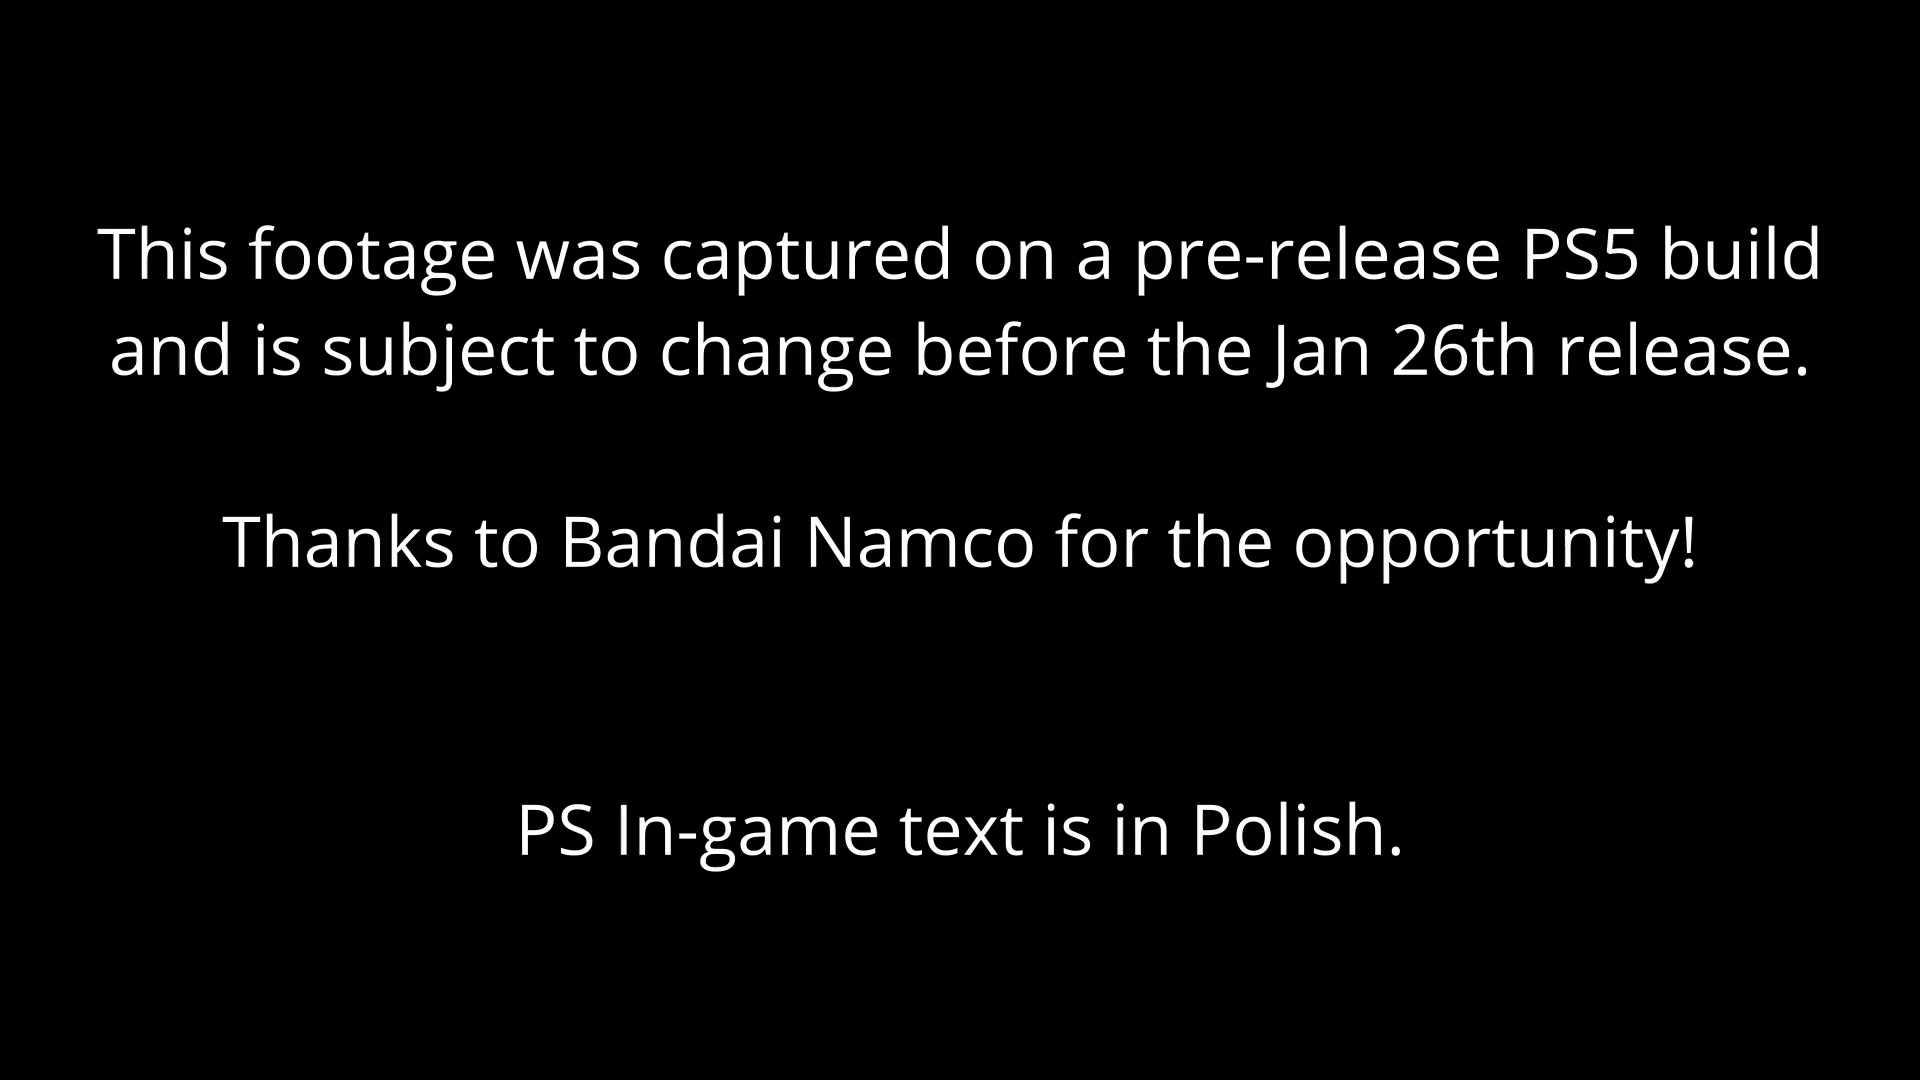 This footage was captured on a pre-release PS5 build
and is subject to change before the Jan 26th release.
Thanks to Bandai Namco for the opportunity!
PS In-game text is in Polish.